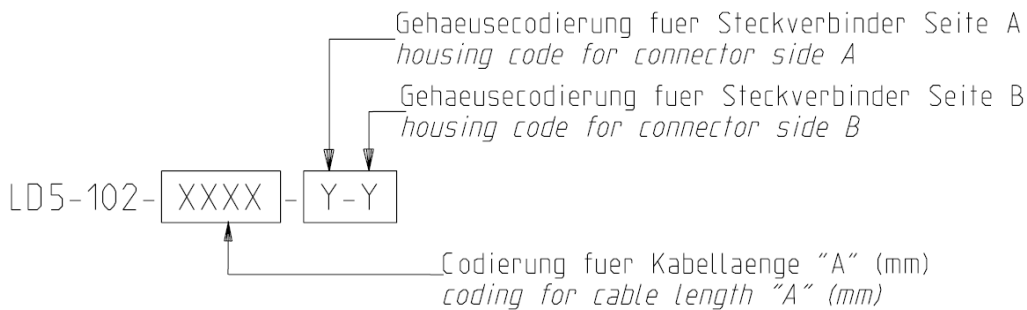 Gehaeusecodierung fuer Steckverbinder Seite A
housing code for connector side A
Gehaeusecodierung fuer Steckverbinder Seite B
housing code for connector side B
LD5-102-XXXX-Y-Y
Codierung fuer Kabellaenge "A" (mm)
coding for cable length "A" (mm)